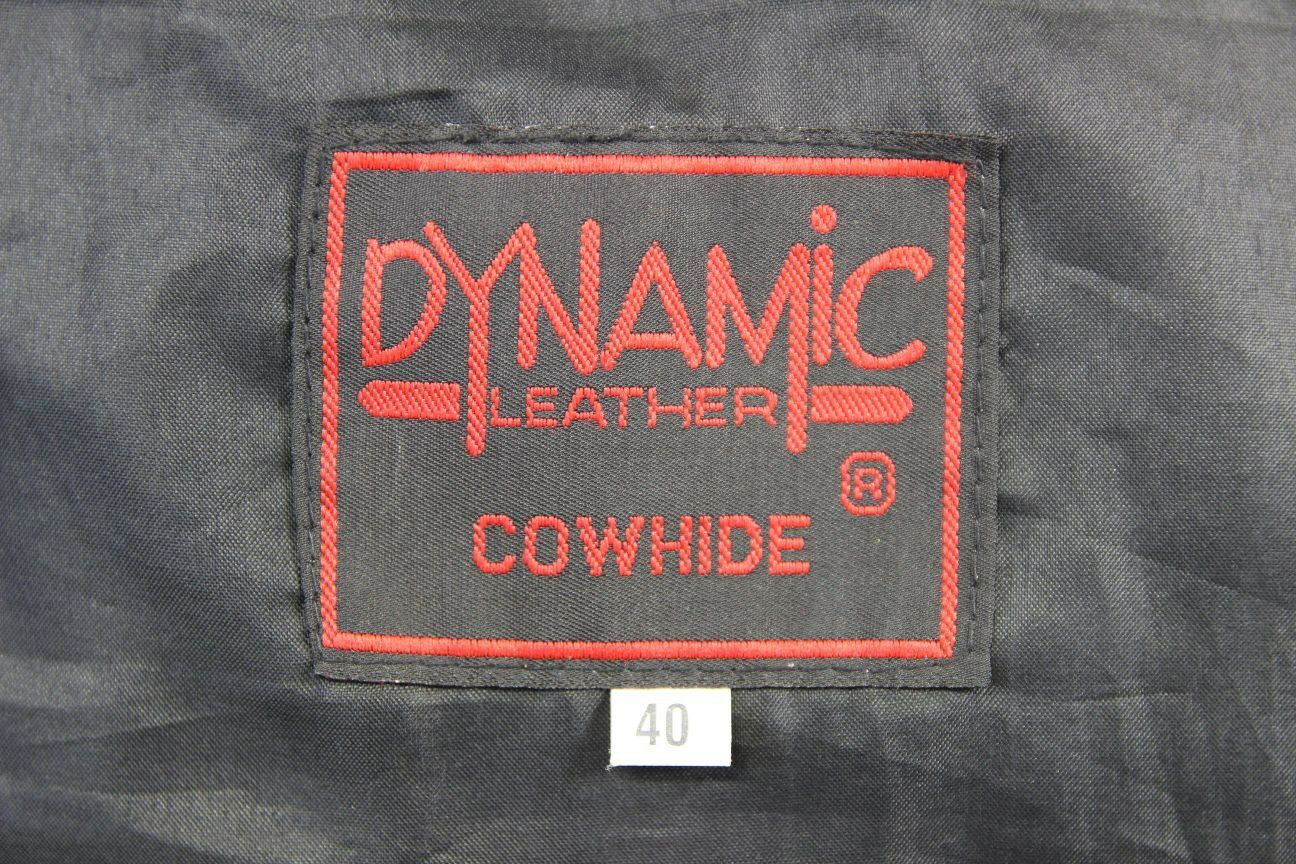 DYNAMiC
LEATHER
®
COWHIDE
40